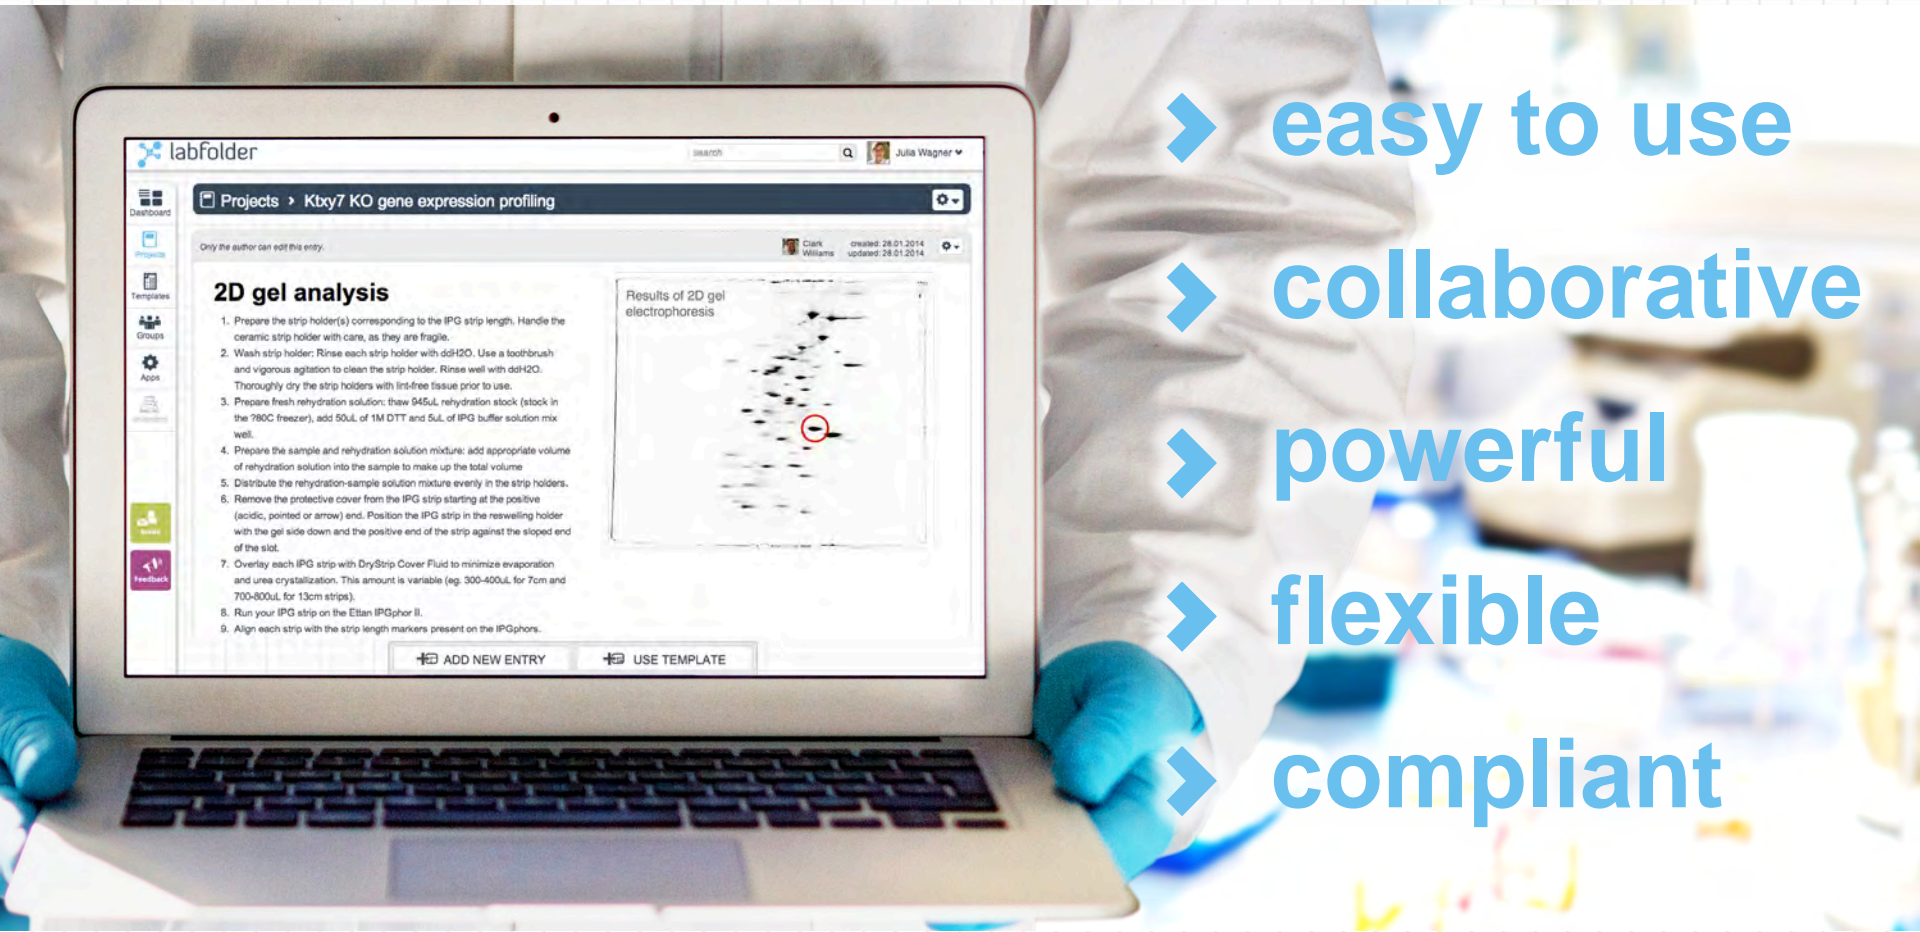 labfolder
search
Julia Wagner
Dashboard
Projects
Templates
Groups
Apps
Feedback
Projects > Ktxy7 KO gene expression profiling
Only the author can edit this entry.
Clark
Williams
created: 28.01.2014
updated: 28.01.2014
2D gel analysis
1. Prepare the strip holder(s) corresponding to the IPG strip length. Handle the
ceramic strip holder with care, as they are fragile.
2. Wash strip holder: Rinse each strip holder with ddH2O. Use a toothbrush
and vigorous agitation to clean the strip holder. Rinse well with ddH2O.
Thoroughly dry the strip holders with lint-free tissue prior to use.
3. Prepare fresh rehydration solution: thaw 945uL rehydration stock (stock in
the ?80C freezer), add 50uL of 1M DTT and 5uL of IPG buffer solution mix
well.
4. Prepare the sample and rehydration solution mixture: add appropriate volume
of rehydration solution into the sample to make up the total volume
5. Distribute the rehydration-sample solution mixture evenly in the strip holders.
6. Remove the protective cover from the IPG strip starting at the positive
(acidic, pointed or arrow) end. Position the IPG strip in the reswelling holder
with the gel side down and the positive end of the strip against the sloped end
of the slot.
7. Overlay each IPG strip with DryStrip Cover Fluid to minimize evaporation
and urea crystallization. This amount is variable (eg. 300-400uL for 7cm and
700-800uL for 13cm strips).
8. Run your IPG strip on the Ettan IPGphor II.
9. Align each strip with the strip length markers present on the IPGphors.
Results of 2D gel
electrophoresis
ADD NEW ENTRY
USE TEMPLATE
easy to use
collaborative
powerful
flexible
compliant